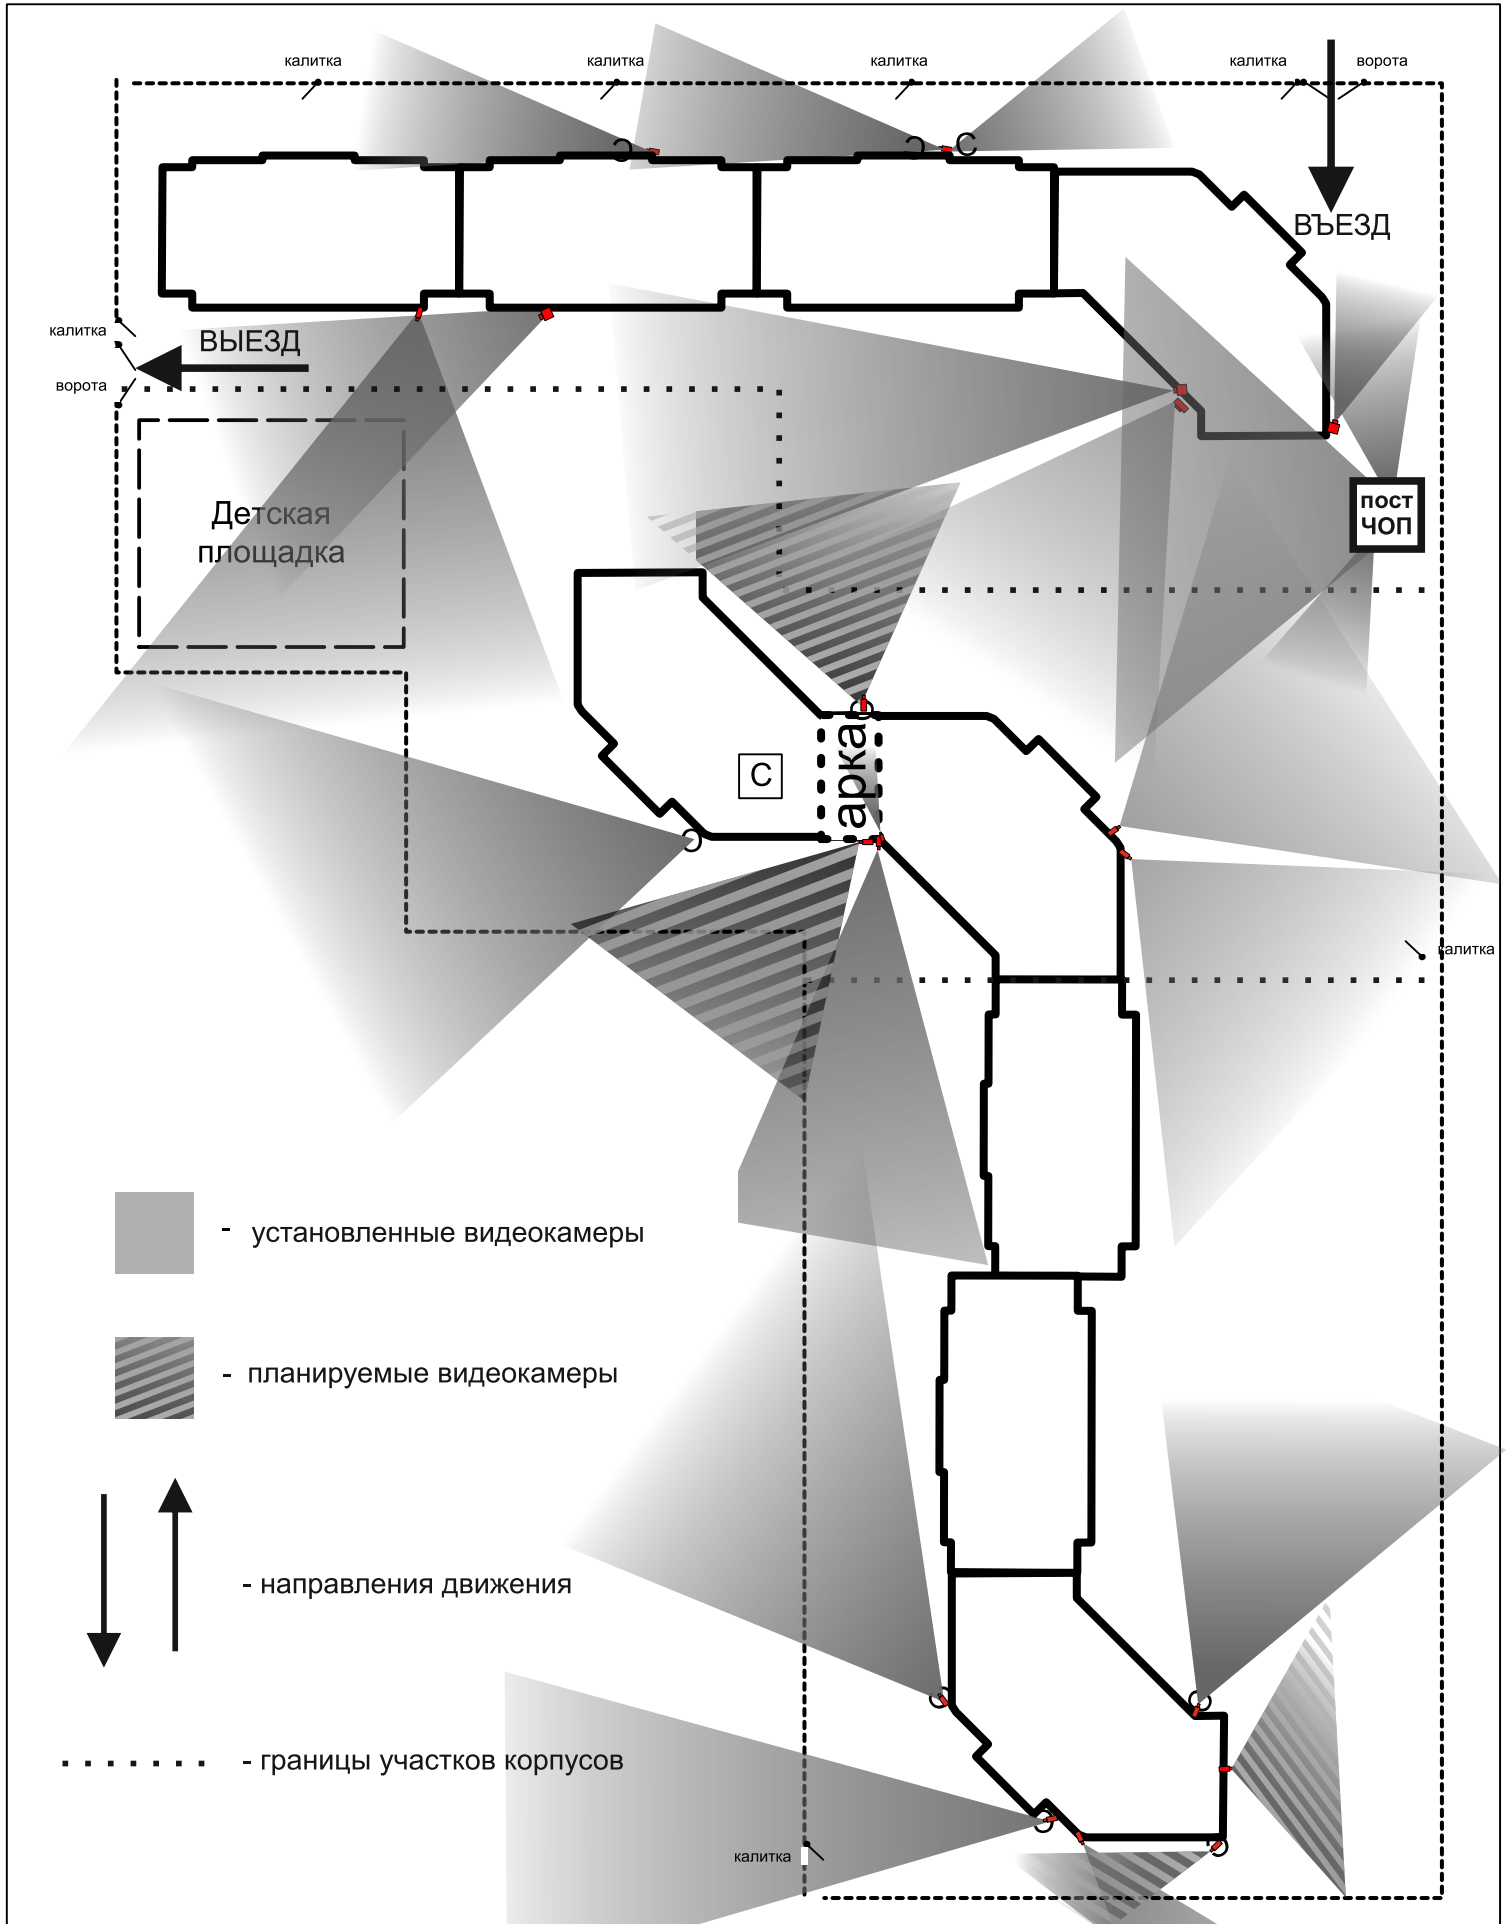 калитка
калитка
калитка
калитка
ворота
С
С
С
ВЪЕЗД
калитка
ВЫЕЗД
ворота
Детская
площадка
пост
ЧОП
С
арка
С
С
калитка
- установленные видеокамеры
- планируемые видеокамеры
- направления движения
С
С
- границы участков корпусов
С
С
калитка